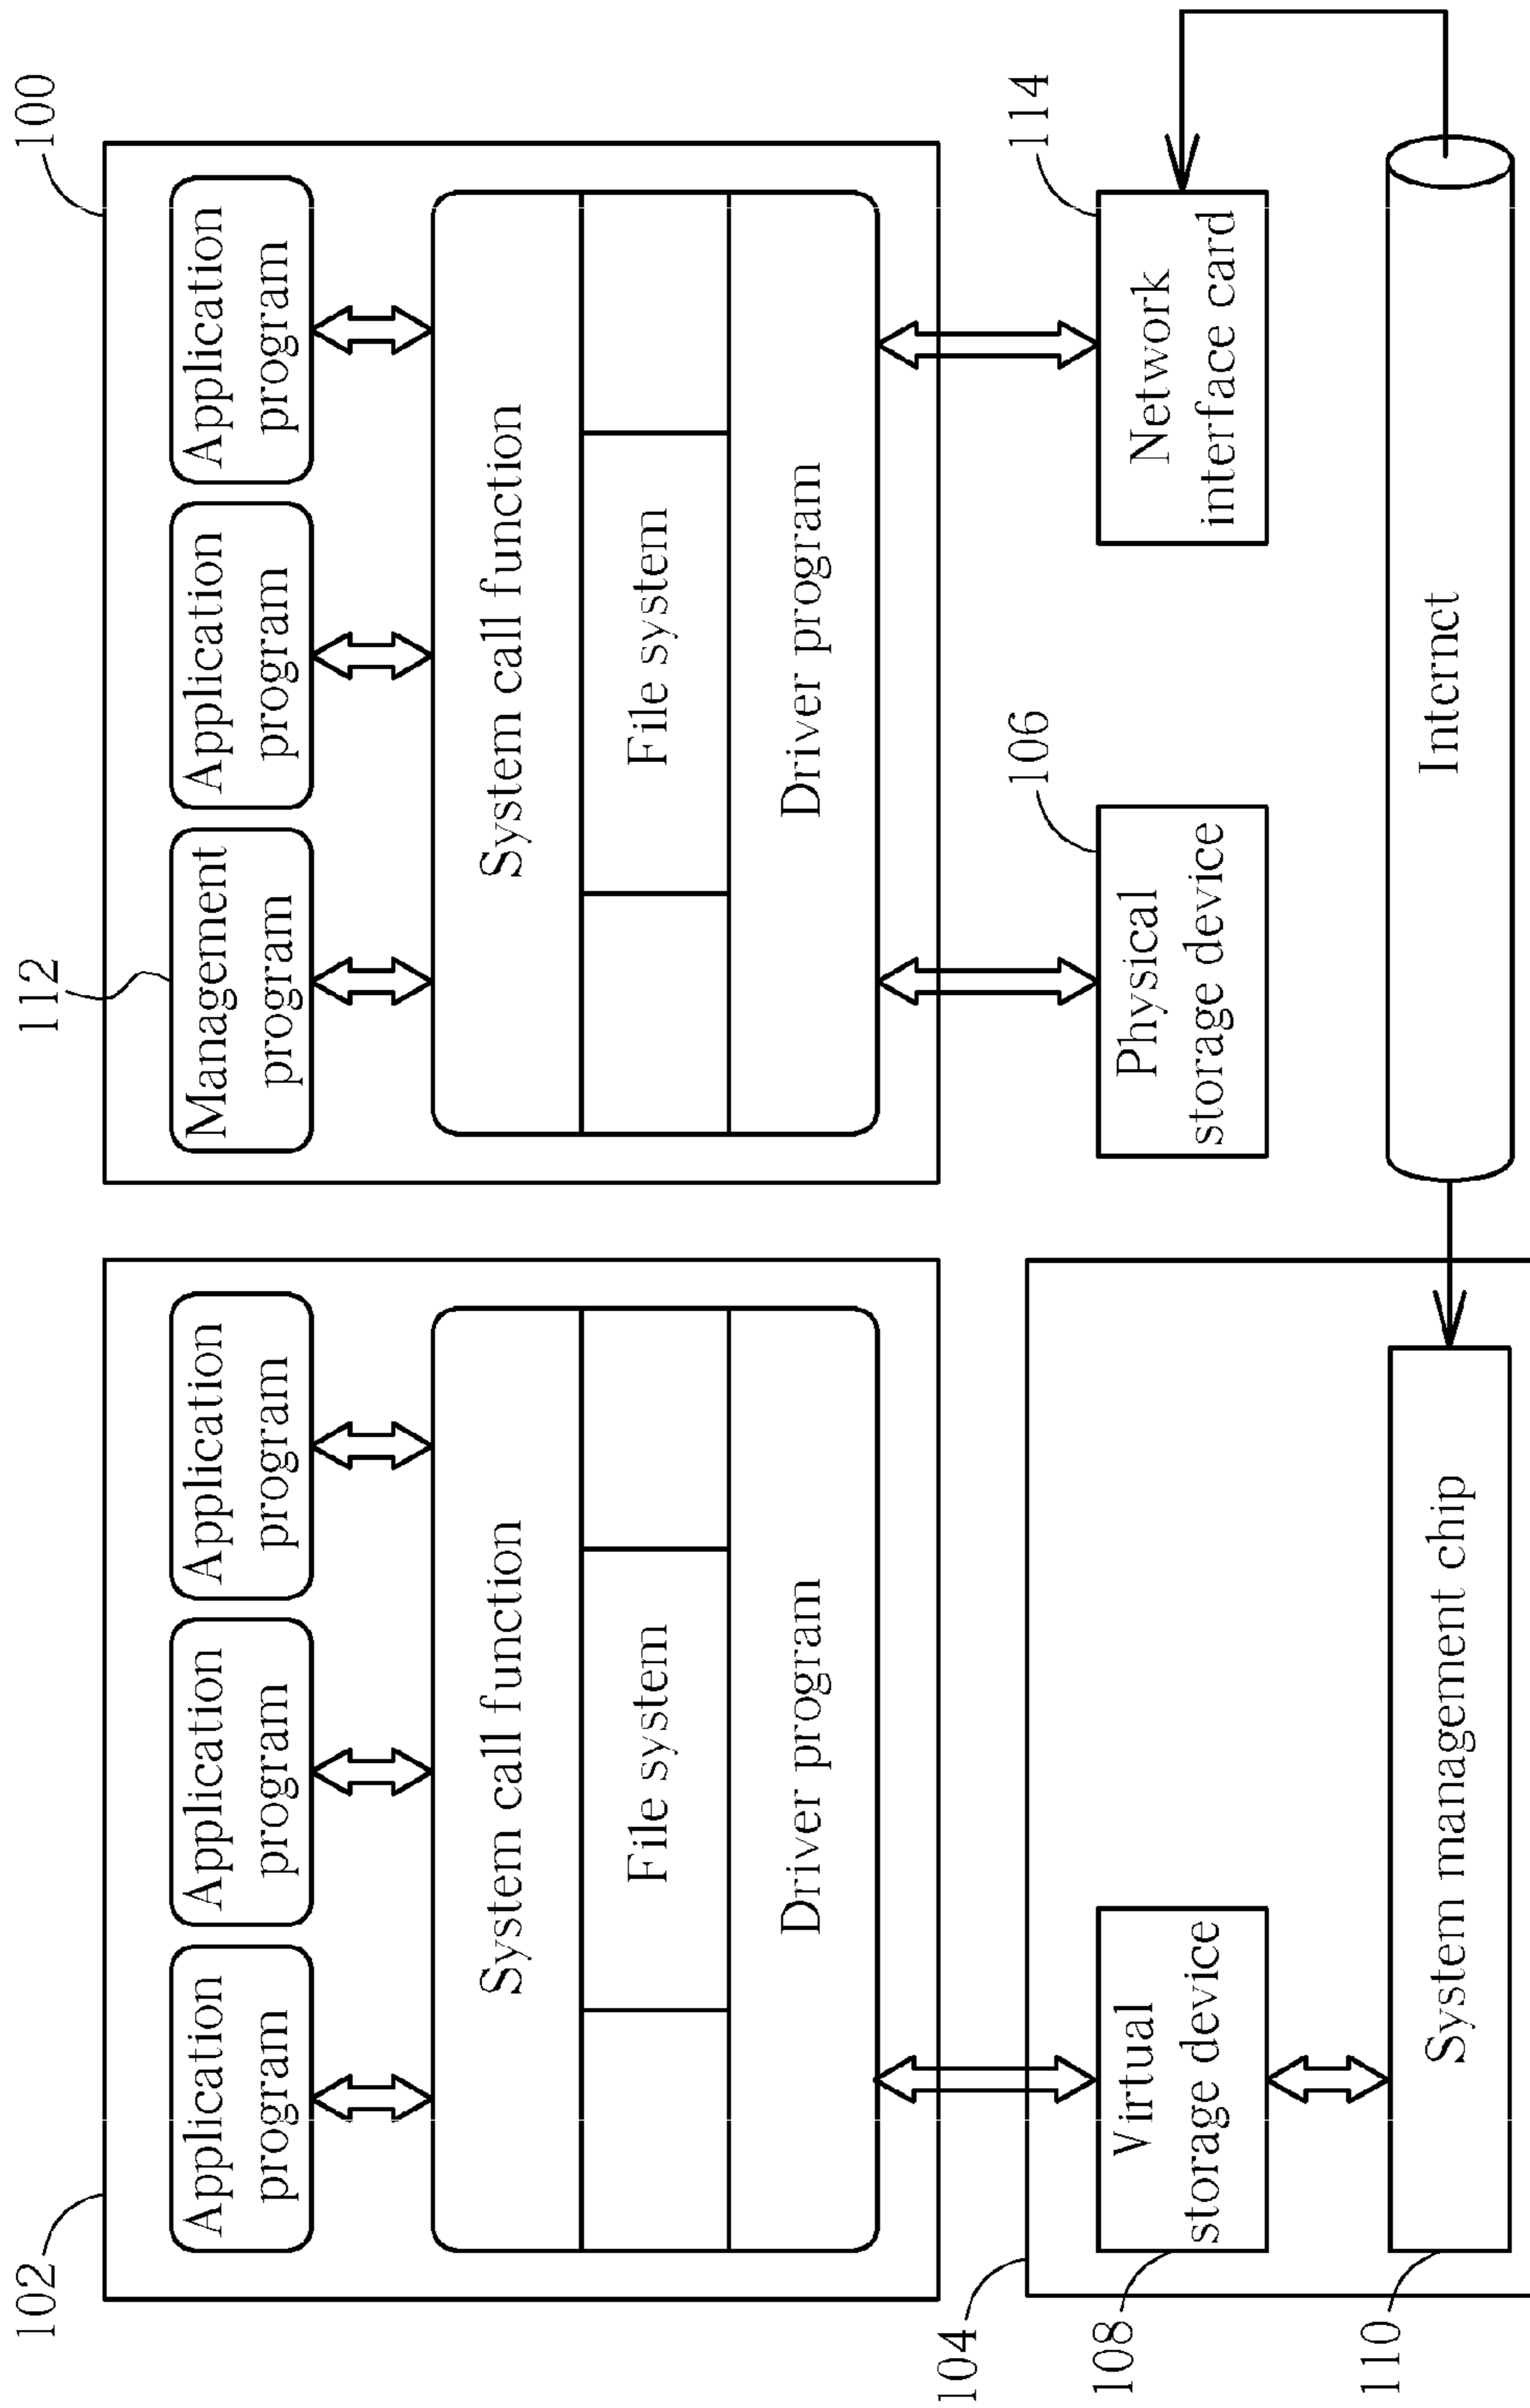 102
Application
program
Application
program
Application
program
System call function
File system
Driver program
104
108
Virtual
storage device
110
System management chip
112
100
Management
program
Application
program
Application
program
System call function
File system
Driver program
106
Physical
storage device
114
Network
interface card
Internet